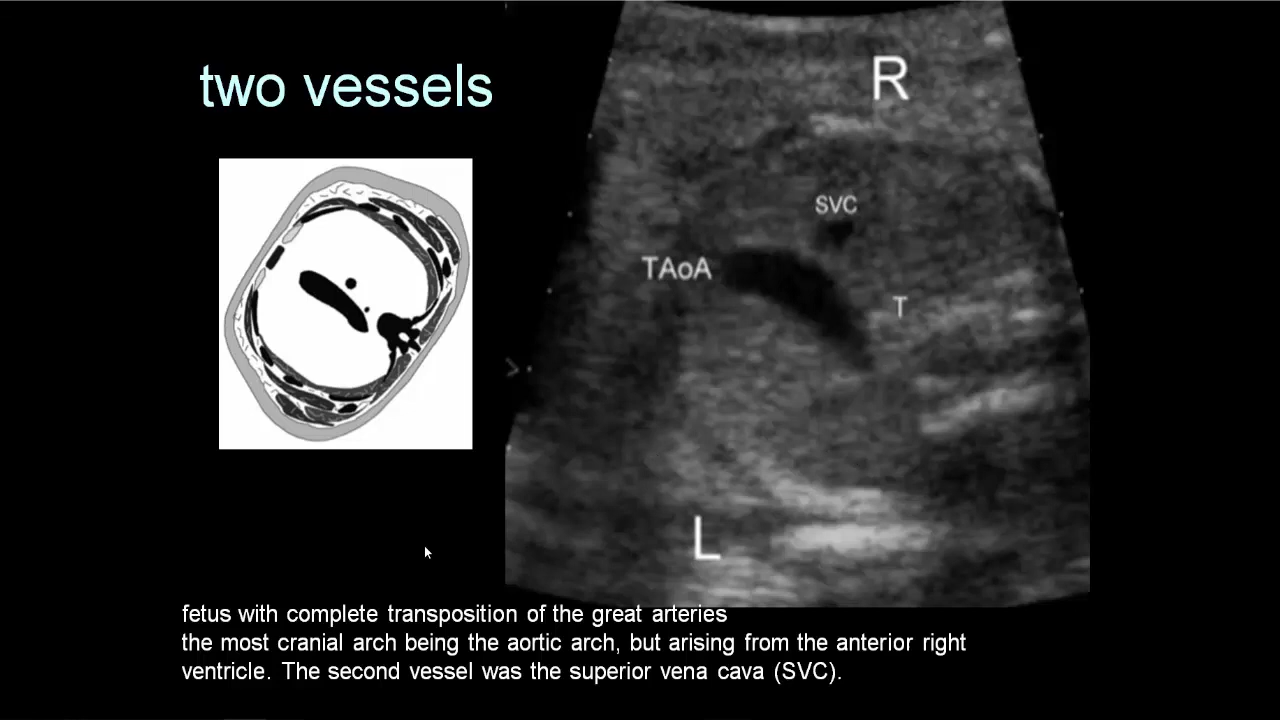 two vessels
R
SVC
TAoA
T
L
fetus with complete transposition of the great arteries
the most cranial arch being the aortic arch, but arising from the anterior right
ventricle. The second vessel was the superior vena cava (SVC).